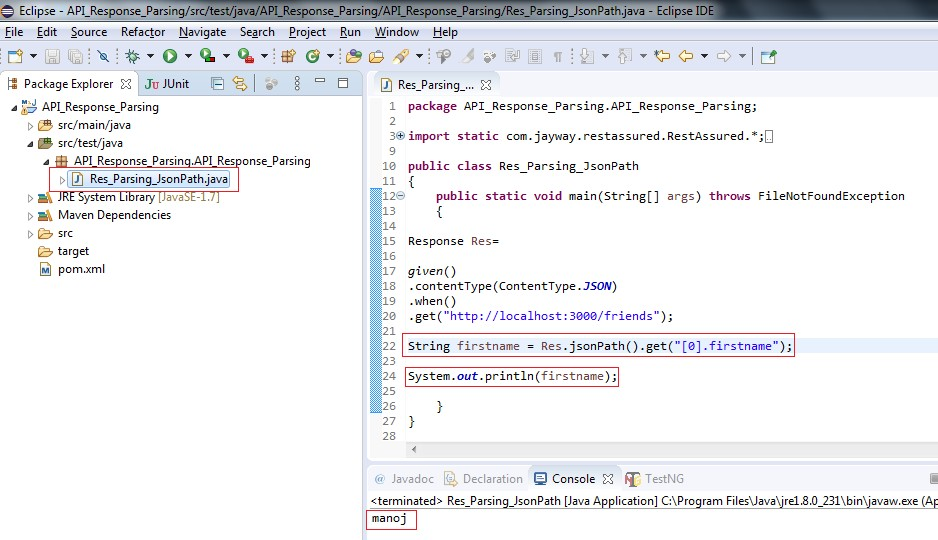 Eclipse - API_Response_Parsing/src/test/java/API_Response_Parsing/API_Response_Parsing/Res_Parsing_JsonPath.java - Eclipse IDE
File Edit Source Refactor Navigate Search Project Run Window Help
Package Explorer JUnit
API_Response_Parsing
src/main/java
src/test/java
API_Response_Parsing.API_Response_Parsing
Res_Parsing_JsonPath.java
JRE System Library [JavaSE-1.7]
Maven Dependencies
src
target
pom.xml
Res_Parsing_...
1 package API_Response_Parsing.API_Response_Parsing;
2
3 import static com.jayway.restassured.RestAssured.*;
9
10 public class Res_Parsing_JsonPath
11 {
12 public static void main(String[] args) throws FileNotFoundException
13 {
14
15 Response Res=
16
17 given()
18 .contentType(ContentType.JSON)
19 .when()
20 .get("http://localhost:3000/friends");
21
22 String firstname = Res.jsonPath().get("[0].firstname");
23
24 System.out.println(firstname);
25
26 }
27 }
28
@ Javadoc Declaration Console TestNG
<terminated> Res_Parsing_JsonPath [Java Application] C:\Program Files\Java\jre1.8.0_231\bin\javaw.exe (Ap
manoj